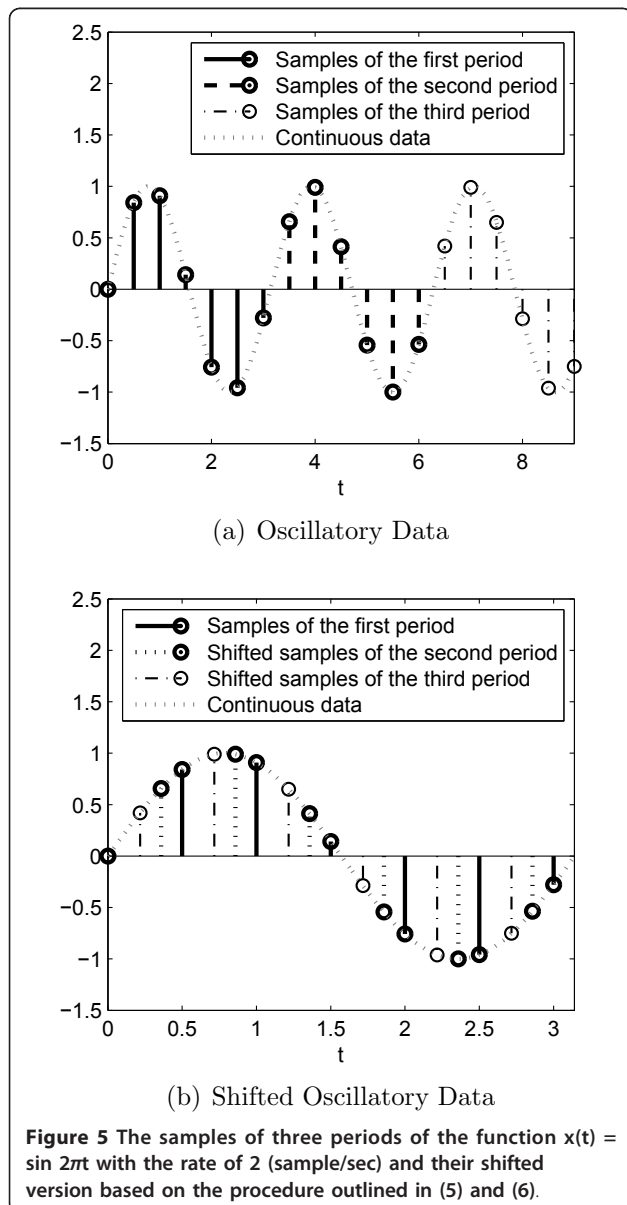 2.5
2
1.5
1
0.5
0
−0.5
−1
−1.5
Samples of the first period
Samples of the second period
Samples of the third period
Continuous data
0 2 4 6 8
t
(a) Oscillatory Data
2.5
2
1.5
1
0.5
0
−0.5
−1
−1.5
Samples of the first period
Shifted samples of the second period
Shifted samples of the third period
Continuous data
0 0.5 1 1.5 2 2.5 3
t
(b) Shifted Oscillatory Data
Figure 5 The samples of three periods of the function x(t) =
sin 2πt with the rate of 2 (sample/sec) and their shifted
version based on the procedure outlined in (5) and (6).